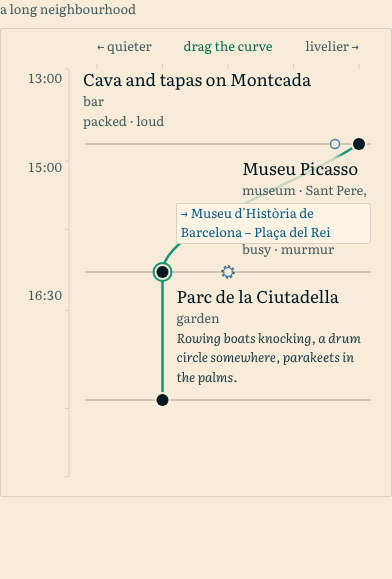 a long neighbourhood
← quieter drag the curve livelier →
13:00 Cava and tapas on Montcada
bar
packed · loud
15:00 Museu Picasso
museum · Sant Pere,
→ Museu d'Història de
Barcelona – Plaça del Rei
busy · murmur
16:30 Parc de la Ciutadella
garden
Rowing boats knocking, a drum
circle somewhere, parakeets in
the palms.